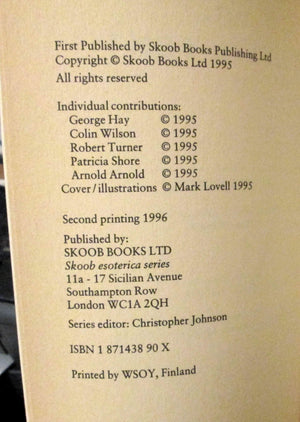 First Published by Skoob Books Publishing Ltd
Copyright © Skoob Books Ltd 1995
All rights reserved
Individual contributions:
George Hay © 1995
Colin Wilson © 1995
Robert Turner © 1995
Patricia Shore © 1995
Arnold Arnold © 1995
Cover/illustrations © Mark Lovell 1995
Second printing 1996
Published by:
SKOOB BOOKS LTD
Skoob esoterica series
11a - 17 Sicilian Avenue
Southampton Row
London WC1A 2QH
Series editor: Christopher Johnson
ISBN 1 871438 90 X
Printed by WSOY, Finland